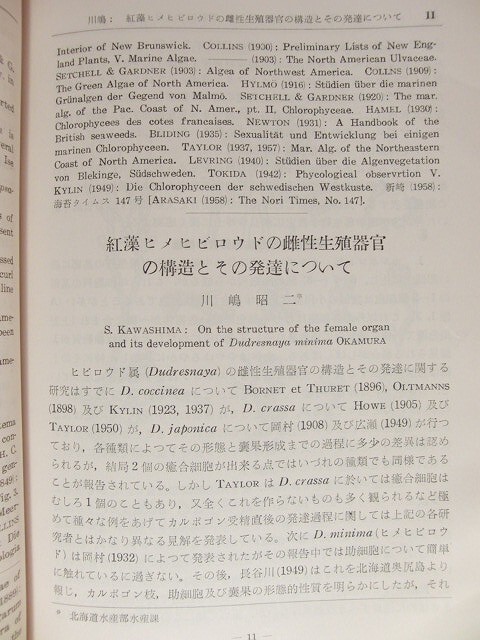 川嶋： 紅藻ヒメヒビロウドの雌性生殖器官の構造とその発達について 11
Interior of New Brunswick. COLLINS (1900): Preliminary Lists of New Eng-
land Plants, V. Marine Algae. ——— (1903): The North American Ulvaceae.
SETCHELL & GARDNER (1903): Algea of Northwest America. COLLNS (1909):
The Green Algae of North America. HYLMÖ (1916): Stüdien über die marinen
Grünalgen der Gegend von Malmö. SETCHELL & GARDNER (1920): The mar.
alg. of the Pac. Coast of N. Amer., pt. II, Chlorophyceae. HAMEL (1930):
Chlorophycees des cotes francaises. NEWTON (1931): A Handbook of the
British seaweeds. BLIDING (1935): Sexualität und Entwicklung bei einigen
marinen Chlorophyceen. TAYLOR (1937, 1957): Mar. Alg. of the Northeastern
Coast of North America. LEVRING (1940): Stüdien über die Algenvegetation
von Blekinge, Südschweden. TOKIDA (1942): Phycological observrtion V.
KYLIN (1949): Die Chlorophyceen der schwedischen Westkuste. 新崎 (1958):
海苔タイムス 147 号 [ARASAKI (1958): The Nori Times, No. 147].
紅藻ヒメヒビロウドの雌性生殖器官
の構造とその発達について
川嶋昭二*
S. KAWASHIMA: On the structure of the female organ
and its development of Dudresnaya minima OKAMURA
ヒビロウド属 (Dudresnaya) の雌性生殖器官の構造とその発達に関する
研究はすでに D. coccinea について BORNET et THURET (1896), OLTMANNS
(1898) 及び KYLIN (1923, 1937) が, D. crassa について HOWE (1905) 及び
TAYLOR (1950) が, D. japonica について岡村 (1908) 及び広瀬 (1949) が行つ
ており, 各種類によつてその形態と嚢果形成までの過程に多少の差異は認め
られるが, 結局 2 個の癒合細胞が出来る点ではいづれの種類でも同様である
ことが報告されている。しかし TAYLOR は D. crassa に於いては癒合細胞は
むしろ 1 個のこともあり, 又全くこれを作らないものも多く観られるなど極
めて種々な例をあげてカルポゴン受精直後の発達過程に関しては上記の各研
究者とはかなり異なる見解を発表している。次に D. minima (ヒメヒビロウ
ド) は岡村 (1932) によつて発表されたがその報告中では助細胞について簡単
に触れているに過ぎない。その後, 長谷川 (1949) はこれを北海道奥尻島より
報じ, カルポゴン枝, 助細胞及び嚢果の形態的性質を明らかにしたが, それ
* 北海道水産部水産課
— 11 —